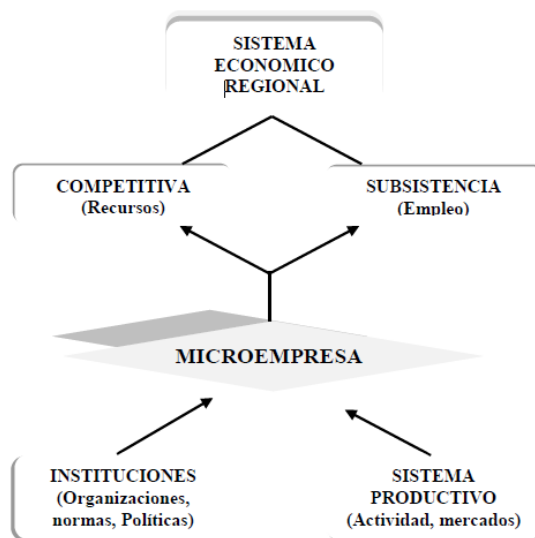 SISTEMA
ECONOMICO
REGIONAL
COMPETITIVA
(Recursos)
SUBSISTENCIA
(Empleo)
MICROEMPRESA
INSTITUCIONES
(Organizaciones,
normas, Políticas)
SISTEMA
PRODUCTIVO
(Actividad, mercados)